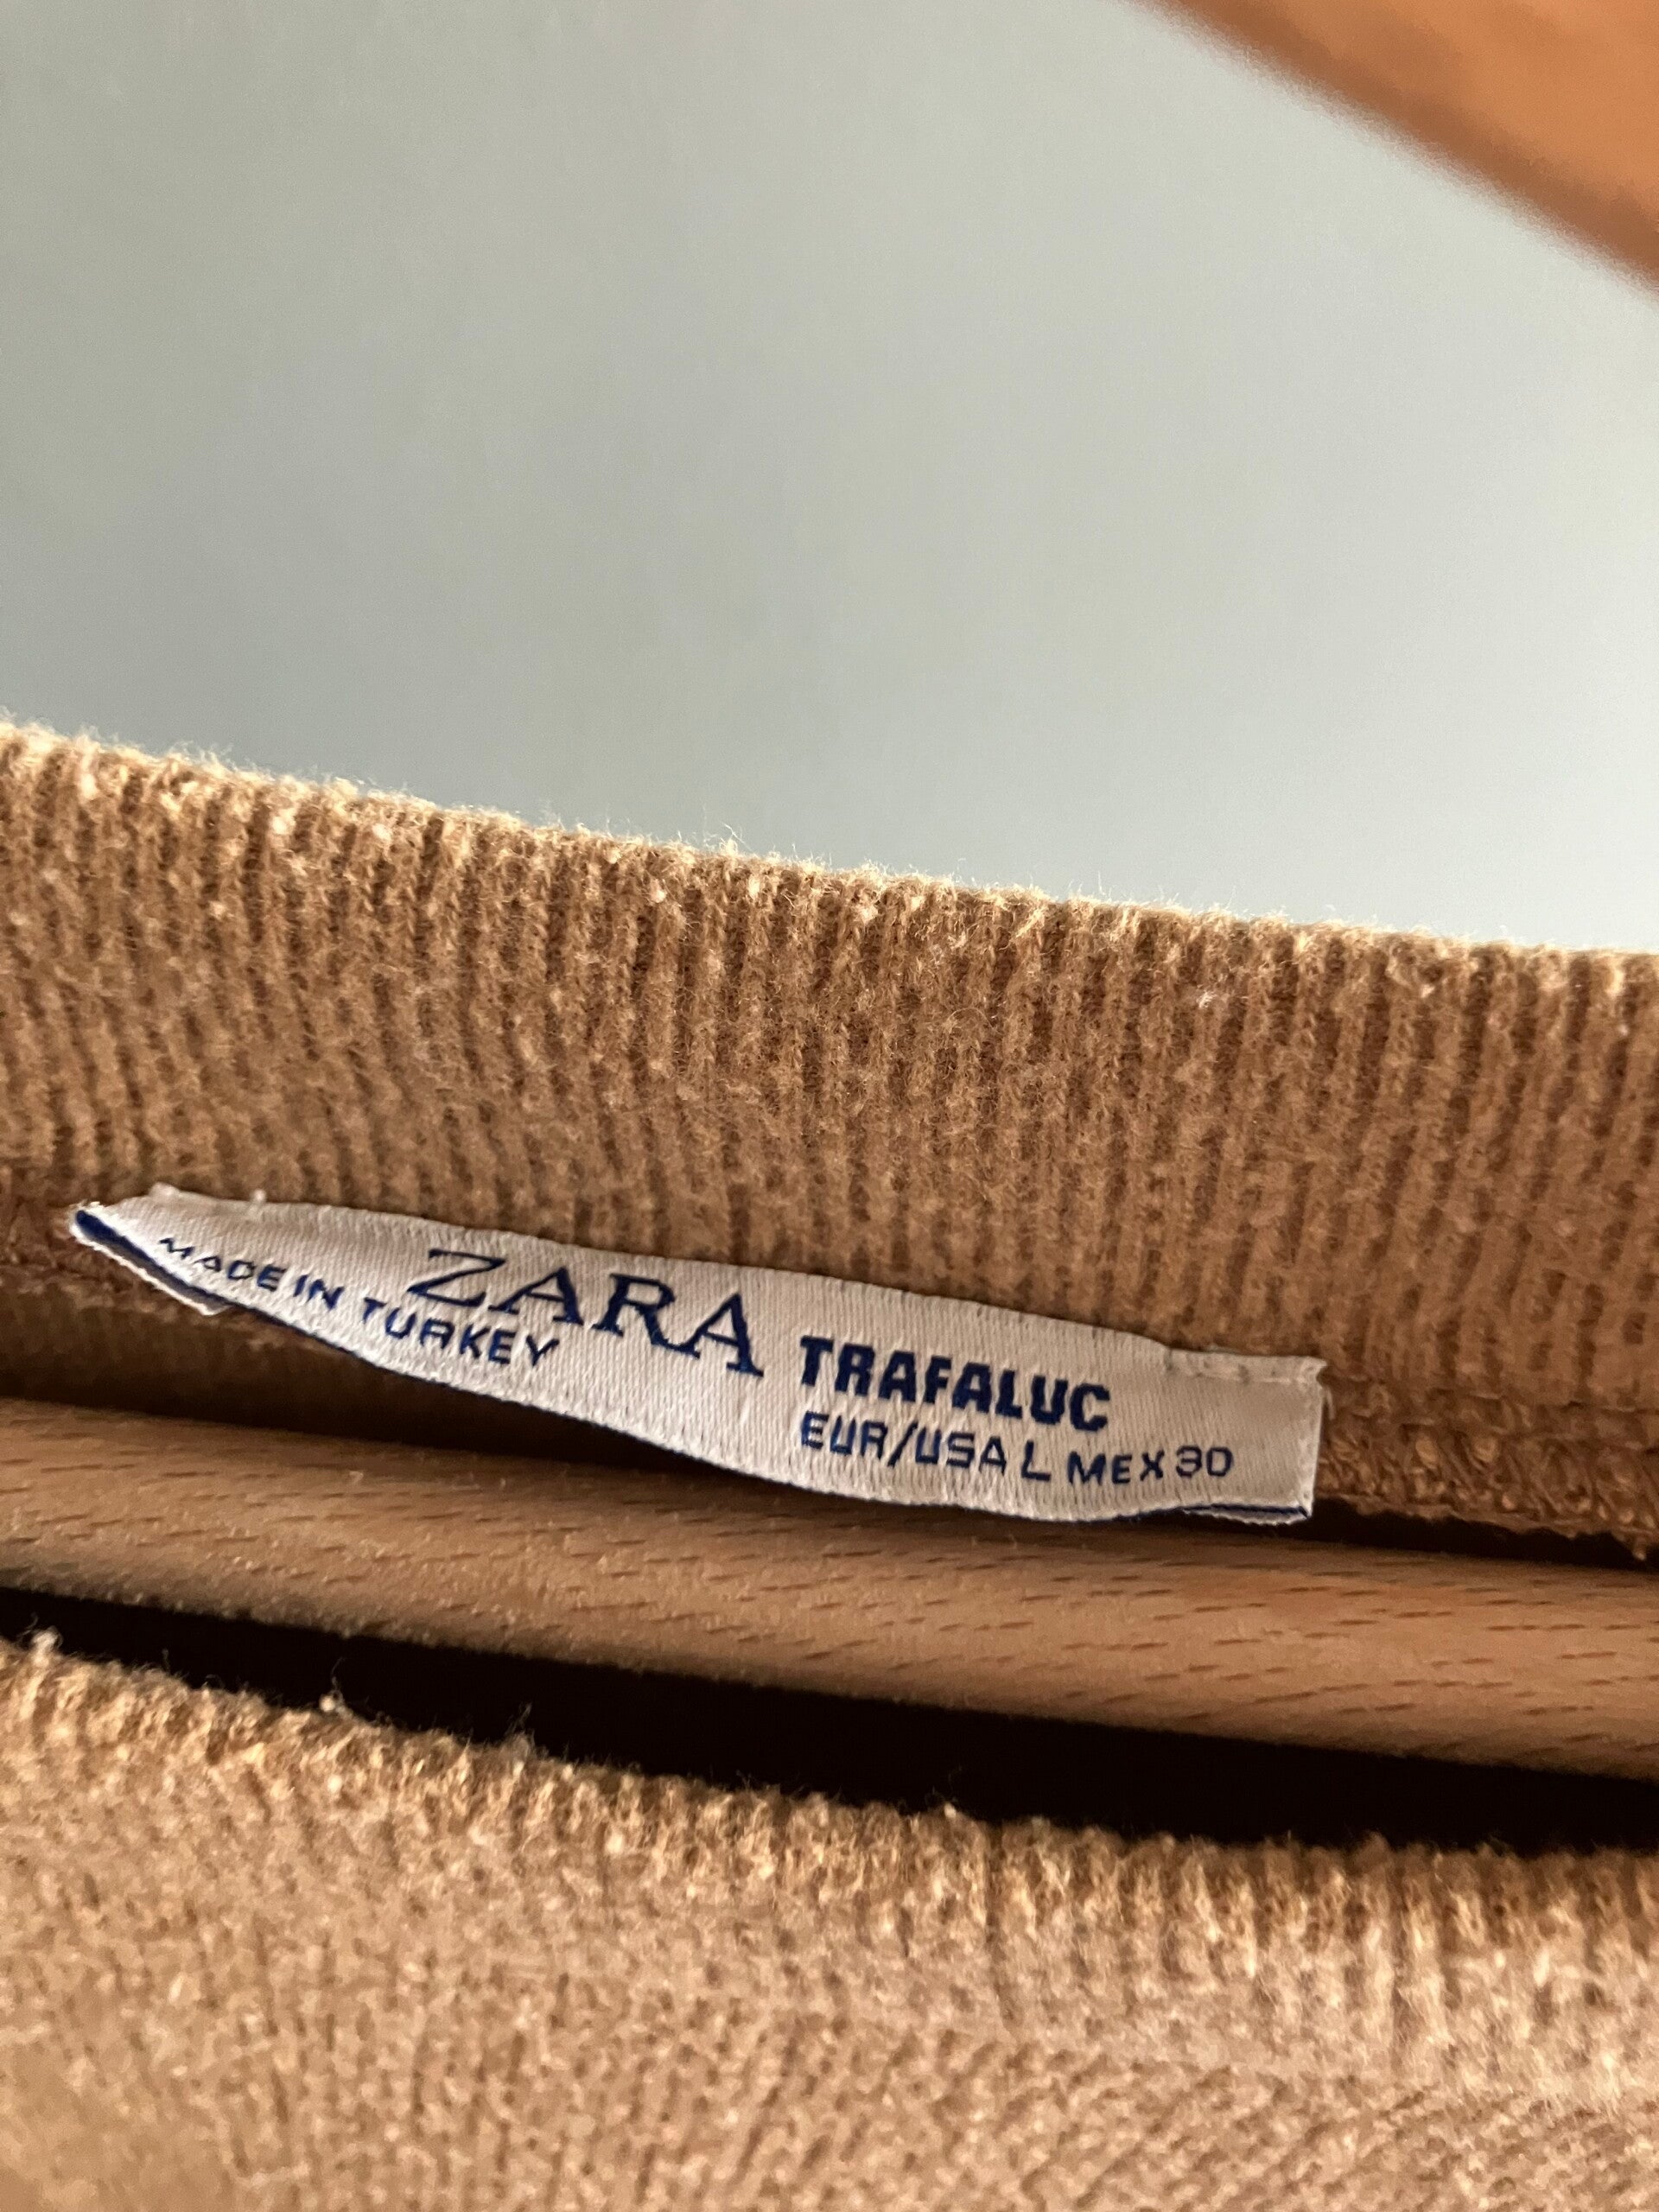 ZARA TRAFALUC
MADE IN TURKEY
EUR/USA L MEX 30